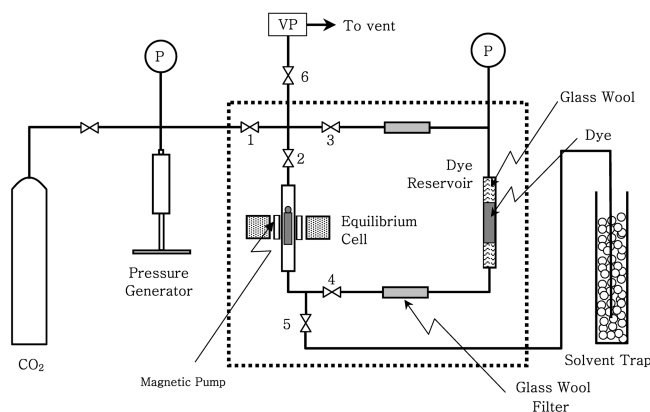 VP
To vent
P
P
6
Glass Wool
1
3
Dye
2
Dye
Reservoir
Equilibrium
Cell
Pressure
Generator
4
5
CO₂
Magnetic Pump
Glass Wool
Filter
Solvent Trap